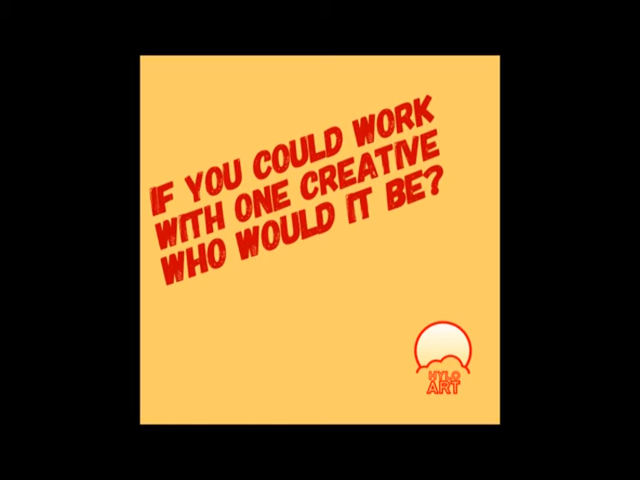 IF YOU COULD WORK
WITH ONE CREATIVE
WHO WOULD IT BE?
HYLO
ART